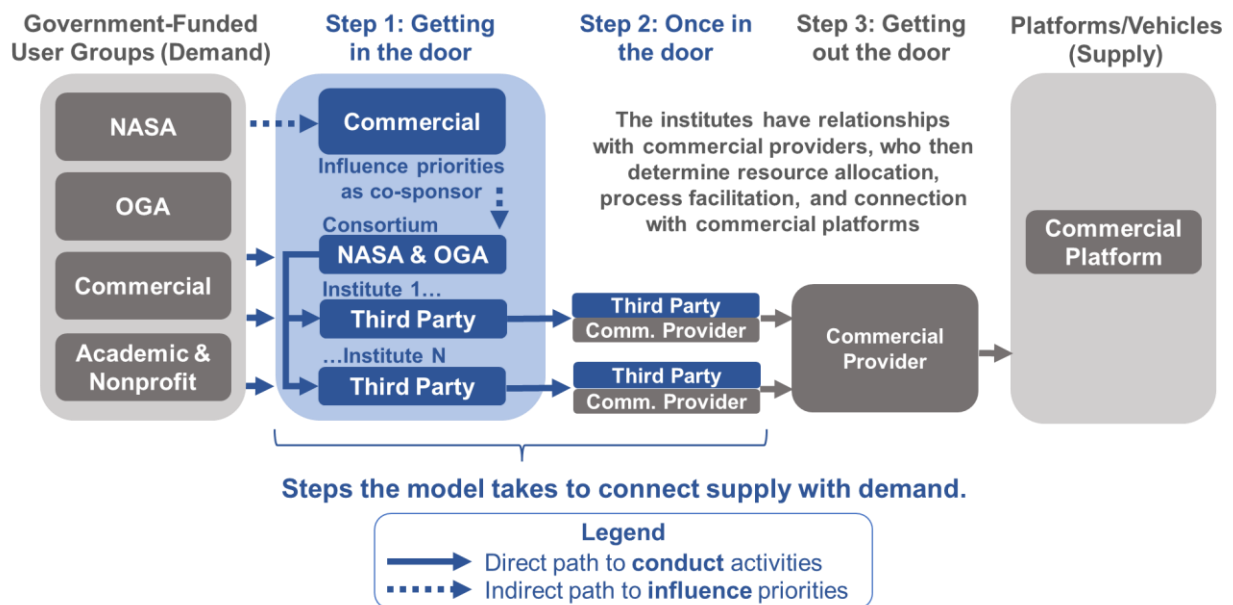 Government-Funded
User Groups (Demand)
NASA
OGA
Commercial
Academic &
Nonprofit
Step 1: Getting
in the door
Commercial
Influence priorities
as co-sponsor
Consortium
NASA & OGA
Institute 1...
Third Party
...Institute N
Third Party
Step 2: Once in
the door
Third Party
Comm. Provider
Third Party
Comm. Provider
Step 3: Getting
out the door
The institutes have relationships
with commercial providers, who then
determine resource allocation,
process facilitation, and connection
with commercial platforms
Commercial
Provider
Platforms/Vehicles
(Supply)
Commercial
Platform
Steps the model takes to connect supply with demand.
Legend
Direct path to conduct activities
Indirect path to influence priorities